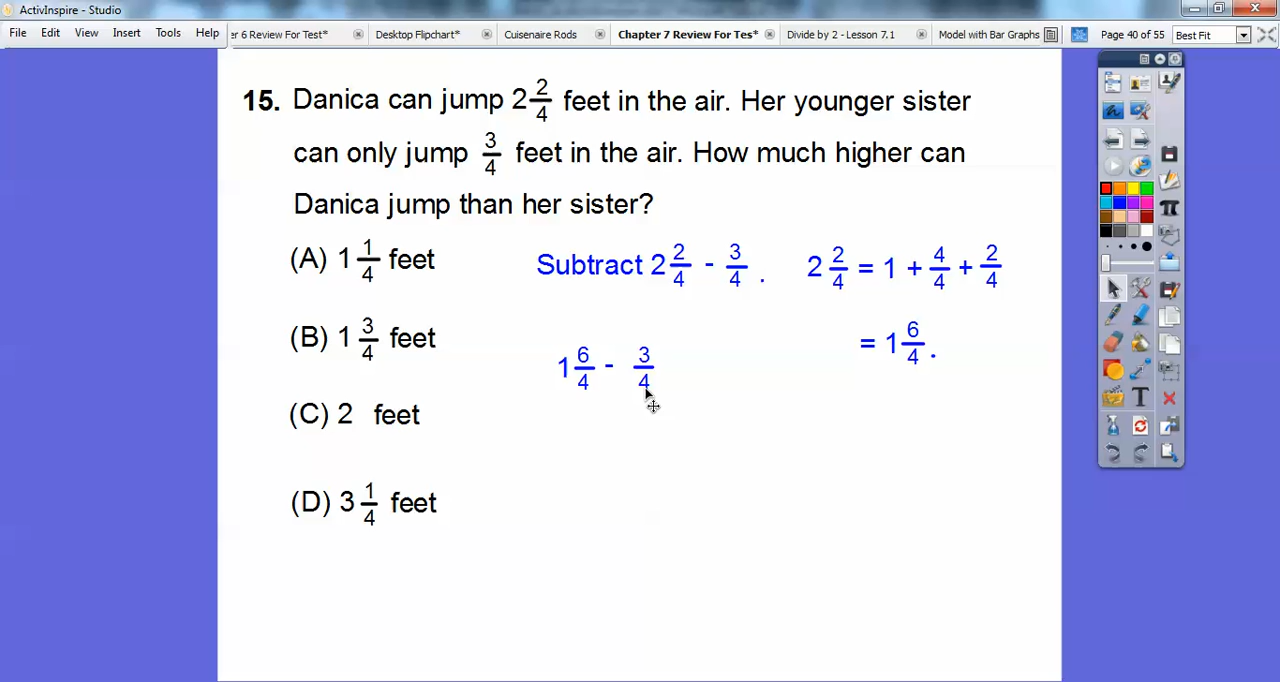 ActivInspire - Studio
File Edit View Insert Tools Help er 6 Review For Test* Desktop Flipchart* Cuisenaire Rods Chapter 7 Review For Tes* Divide by 2 - Lesson 7.1 Model with Bar Graphs Page 40 of 55 Best Fit
15. Danica can jump 2 2/4 feet in the air. Her younger sister
can only jump 3/4 feet in the air. How much higher can
Danica jump than her sister?
(A) 1 1/4 feet
Subtract 2 2/4 - 3/4 .
2 2/4 = 1 + 4/4 + 2/4
(B) 1 3/4 feet
= 1 6/4 .
1 6/4 - 3/4
(C) 2 feet
(D) 3 1/4 feet